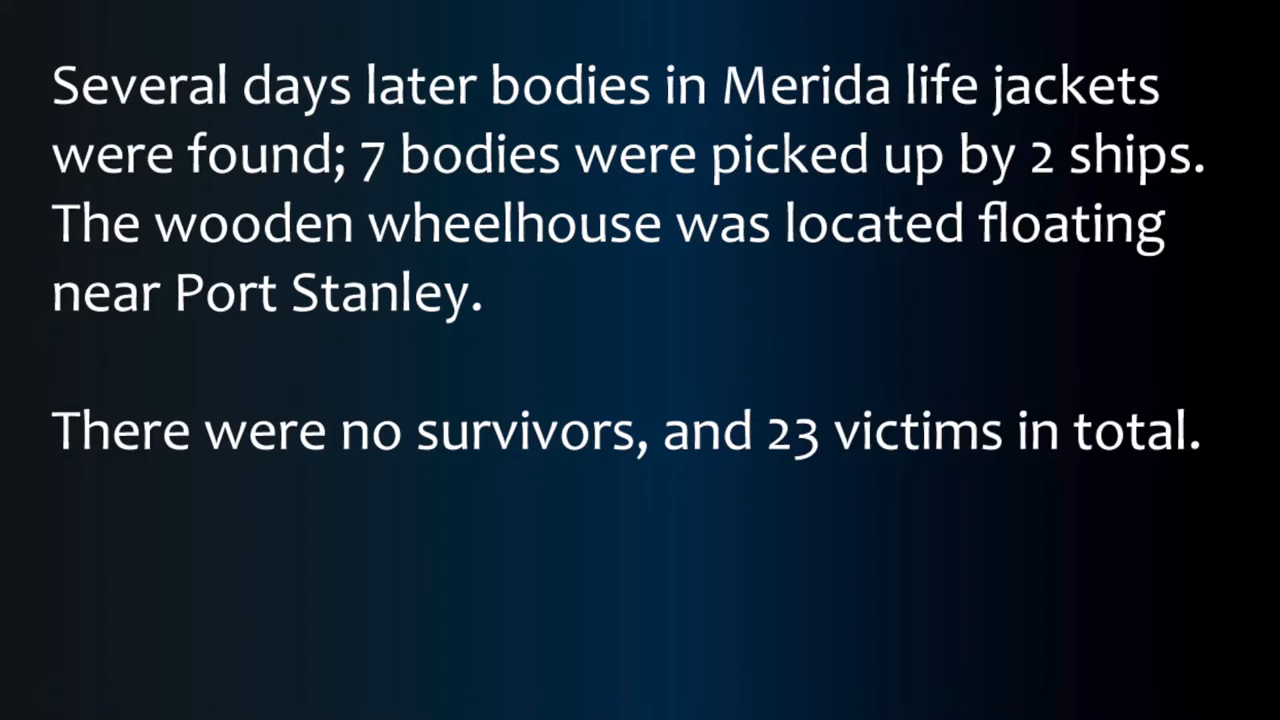 Several days later bodies in Merida life jackets
were found; 7 bodies were picked up by 2 ships.
The wooden wheelhouse was located floating
near Port Stanley.
There were no survivors, and 23 victims in total.